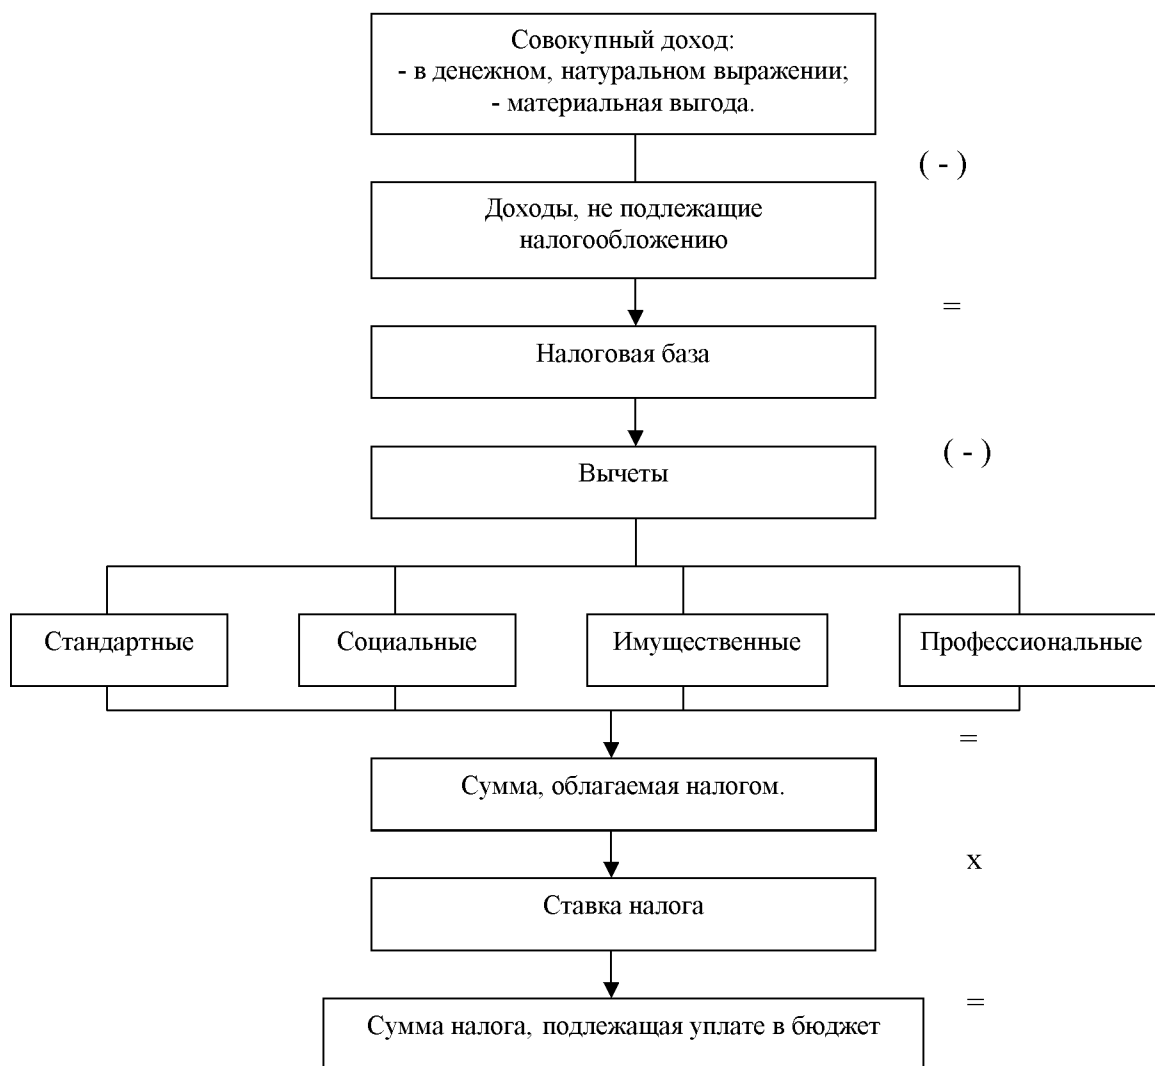 Совокупный доход:
- в денежном, натуральном выражении;
- материальная выгода.
( - )
Доходы, не подлежащие
налогообложению
=
Налоговая база
( - )
Вычеты
Стандартные
Социальные
Имущественные
Профессиональные
=
Сумма, облагаемая налогом.
х
Ставка налога
=
Сумма налога, подлежащая уплате в бюджет